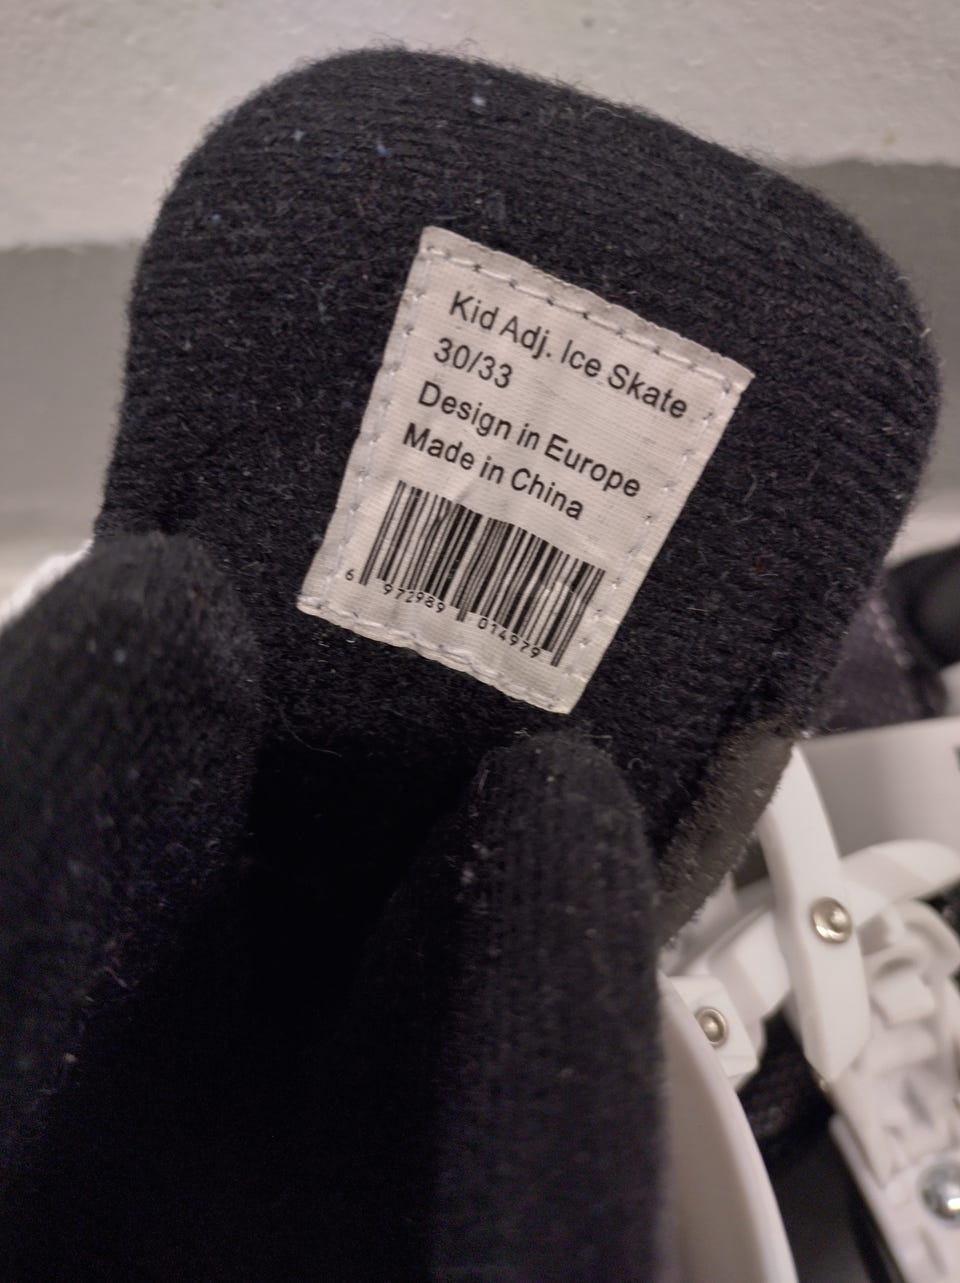 Kid Adj. Ice Skate
30/33
Design in Europe
Made in China
6 972989 014979